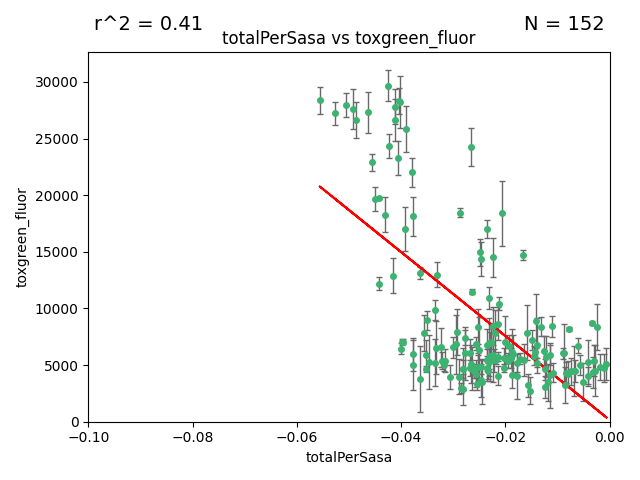 r^2 = 0.41
N = 152
totalPerSasa vs toxgreen_fluor
30000
25000
20000
15000
10000
5000
0
toxgreen_fluor
−0.10
−0.08
−0.06
−0.04
−0.02
0.00
totalPerSasa